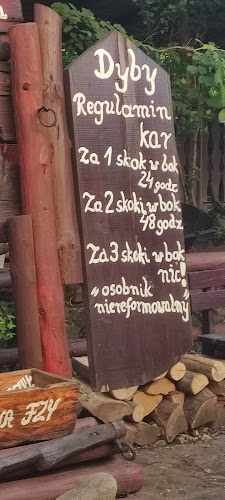 Dyby
Regulamin
kar
Za 1 skok w bok
24 godz
Za 2 skoki w bok
48 godz
Za 3 skoki w bok
nic!
"osobnik
niereformowalny"
FZY